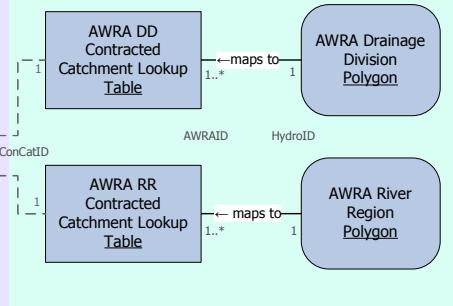 AWRA DD
Contracted
Catchment Lookup
Table
1
←maps to
1..*
1
AWRA Drainage
Division
Polygon
AWRAID
HydroID
ConCatID
AWRA RR
Contracted
Catchment Lookup
Table
1
← maps to
1..*
1
AWRA River
Region
Polygon